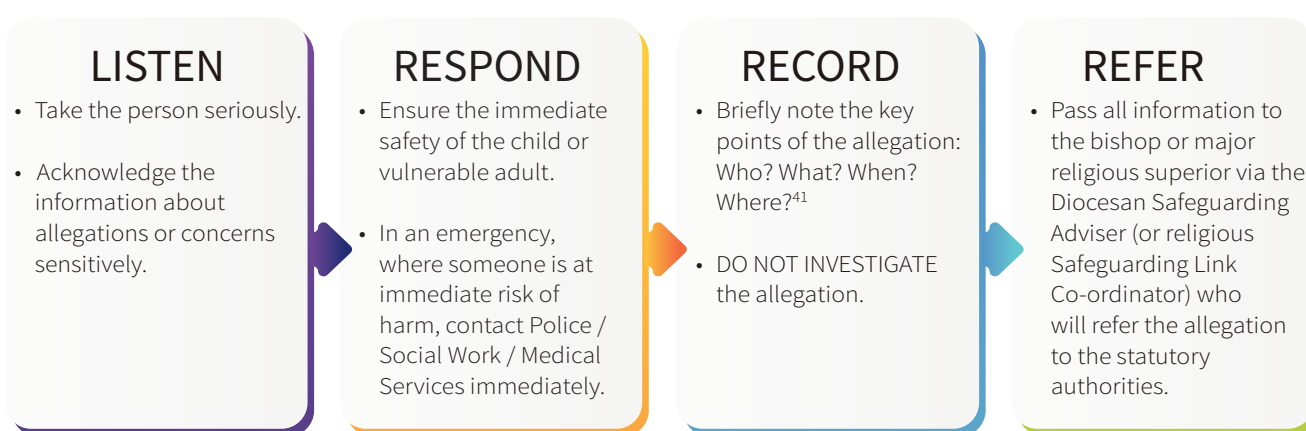 LISTEN
• Take the person seriously.
• Acknowledge the
information about
allegations or concerns
sensitively.
RESPOND
• Ensure the immediate
safety of the child or
vulnerable adult.
• In an emergency,
where someone is at
immediate risk of
harm, contact Police /
Social Work / Medical
Services immediately.
RECORD
• Briefly note the key
points of the allegation:
Who? What? When?
Where?⁴¹
• DO NOT INVESTIGATE
the allegation.
REFER
• Pass all information to
the bishop or major
religious superior via the
Diocesan Safeguarding
Adviser (or religious
Safeguarding Link
Co-ordinator) who
will refer the allegation
to the statutory
authorities.